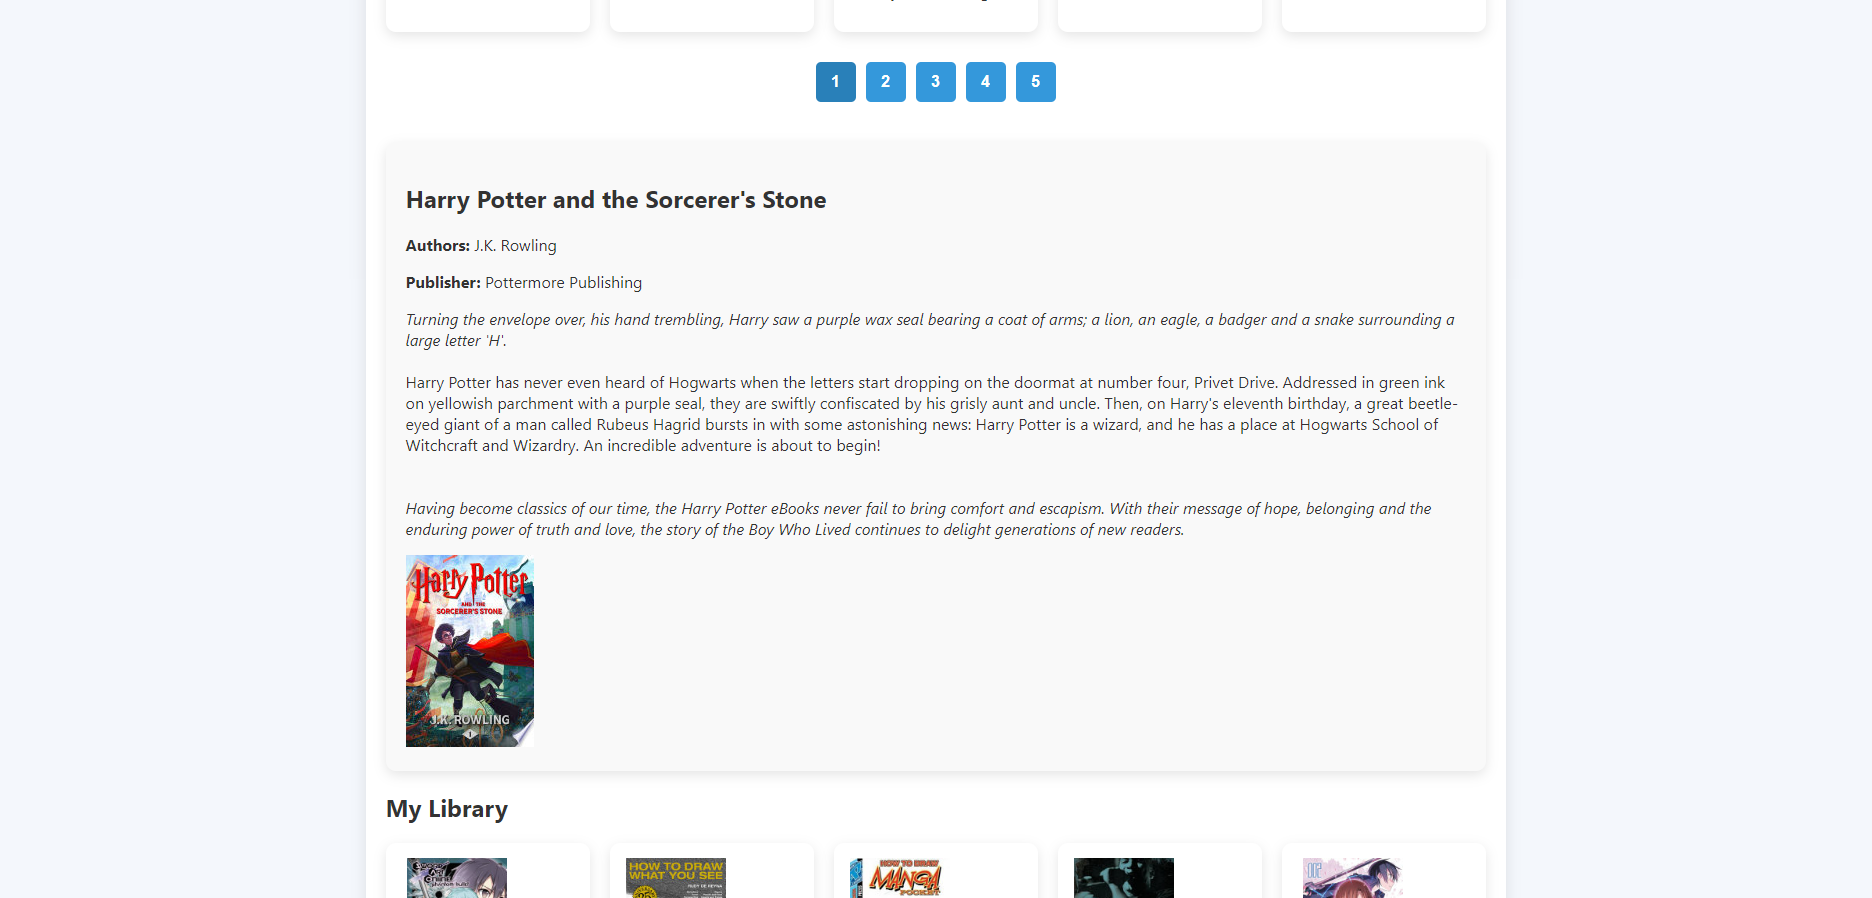 1 2 3 4 5
Harry Potter and the Sorcerer's Stone
Authors: J.K. Rowling
Publisher: Pottermore Publishing
Turning the envelope over, his hand trembling, Harry saw a purple wax seal bearing a coat of arms; a lion, an eagle, a badger and a snake surrounding a
large letter 'H'.
Harry Potter has never even heard of Hogwarts when the letters start dropping on the doormat at number four, Privet Drive. Addressed in green ink
on yellowish parchment with a purple seal, they are swiftly confiscated by his grisly aunt and uncle. Then, on Harry's eleventh birthday, a great beetle-
eyed giant of a man called Rubeus Hagrid bursts in with some astonishing news: Harry Potter is a wizard, and he has a place at Hogwarts School of
Witchcraft and Wizardry. An incredible adventure is about to begin!
Having become classics of our time, the Harry Potter eBooks never fail to bring comfort and escapism. With their message of hope, belonging and the
enduring power of truth and love, the story of the Boy Who Lived continues to delight generations of new readers.
Harry Potter
AND THE
SORCERER'S STONE
J.K. ROWLING
1
My Library
Sword Art Online
HOW TO DRAW
WHAT YOU SEE
RUDY DE REYNA
HOW TO DRAW
MANGA
POCKET
002